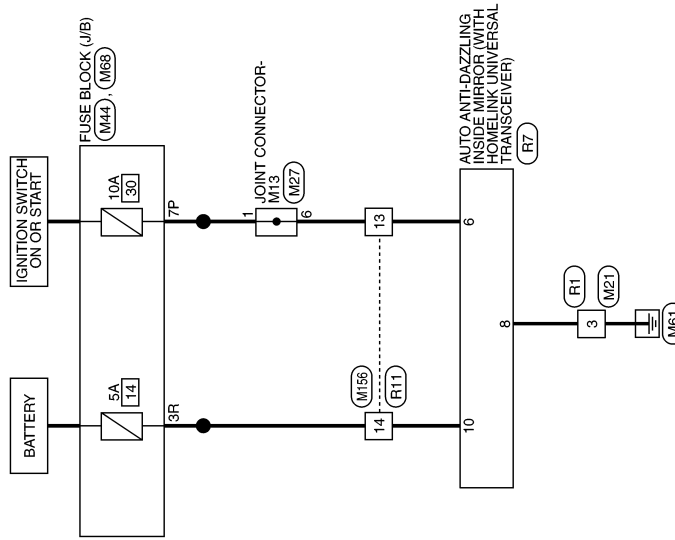 BATTERY
IGNITION SWITCH
ON OR START
FUSE BLOCK (J/B)
M44 , M68
5A
14
10A
30
3R
7P
1
JOINT CONNECTOR-
M13
M27
6
M156
14
R11
13
10
6
AUTO ANTI-DAZZLING
INSIDE MIRROR (WITH
HOMELINK UNIVERSAL
TRANSCEIVER)
R7
8
R1
3
M21
M61